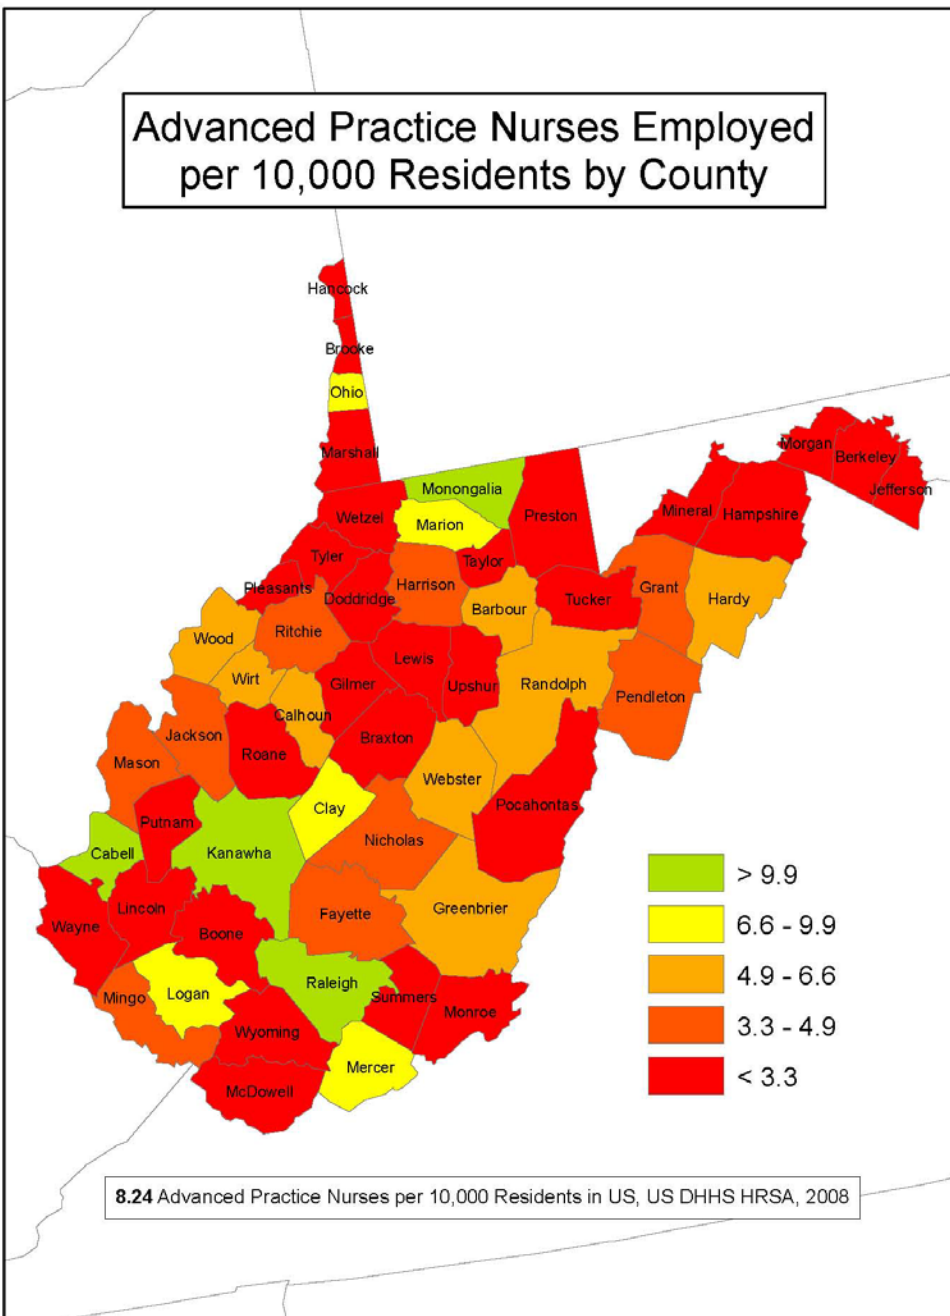 Advanced Practice Nurses Employed
per 10,000 Residents by County
Hancock
Brooke
Ohio
Marshall
Morgan
Berkeley
Jefferson
Monongalia
Wetzel
Marion
Preston
Mineral
Hampshire
Tyler
Taylor
Pleasants
Doddridge
Harrison
Barbour
Tucker
Grant
Hardy
Wood
Ritchie
Lewis
Wirt
Gilmer
Upshur
Randolph
Pendleton
Calhoun
Jackson
Roane
Braxton
Mason
Webster
Clay
Pocahontas
Putnam
Nicholas
Cabell
Kanawha
Lincoln
Fayette
Greenbrier
Wayne
Boone
Raleigh
Mingo
Logan
Summers
Monroe
Wyoming
Mercer
McDowell
> 9.9
6.6 - 9.9
4.9 - 6.6
3.3 - 4.9
< 3.3
8.24 Advanced Practice Nurses per 10,000 Residents in US, US DHHS HRSA, 2008